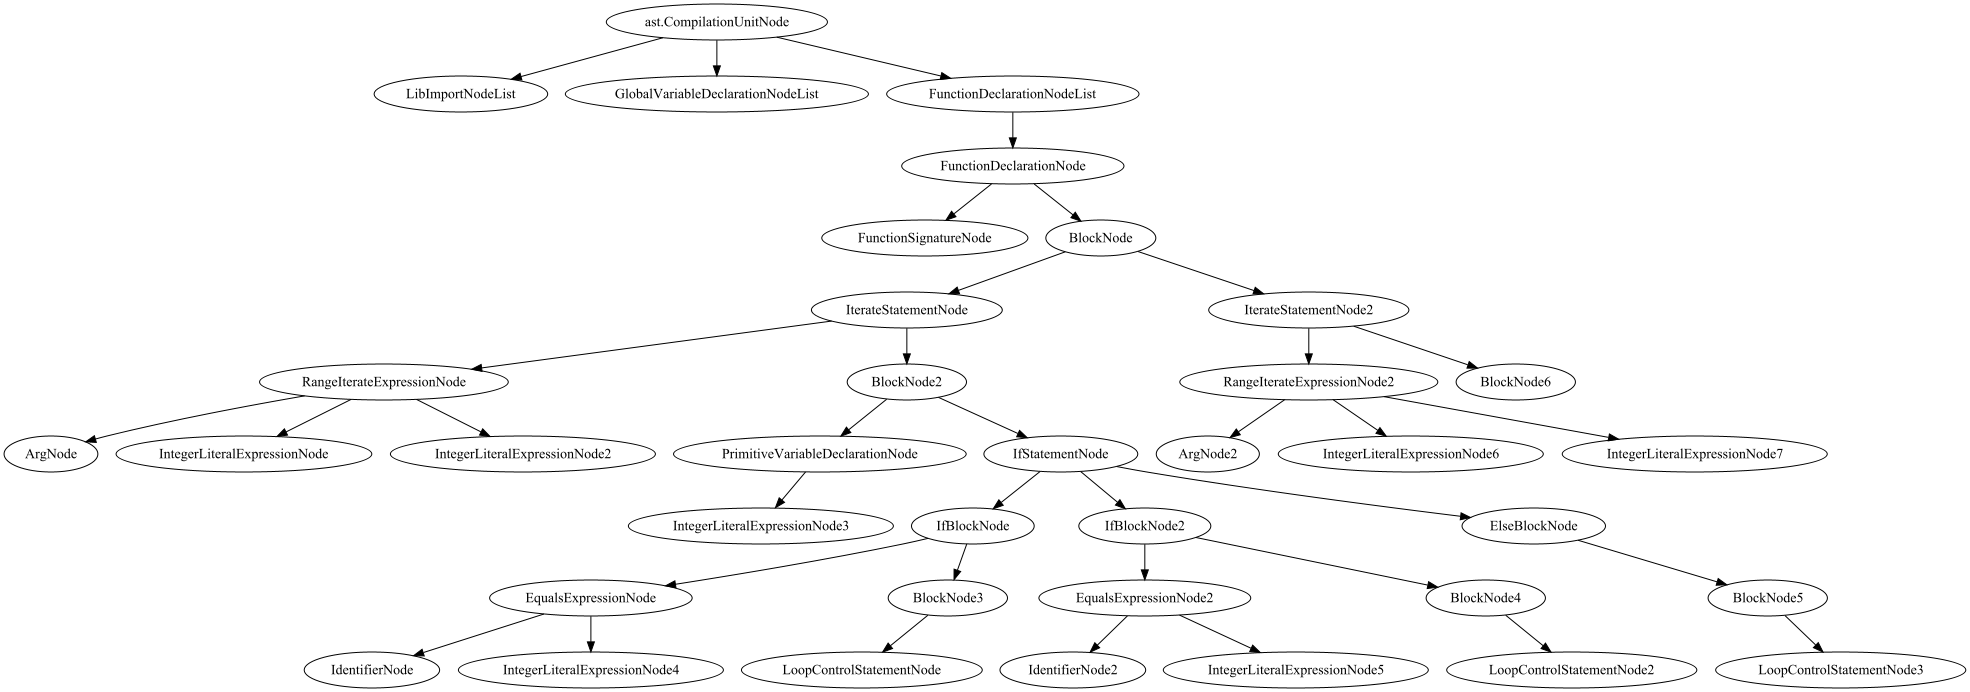 ast.CompilationUnitNode
LibImportNodeList
GlobalVariableDeclarationNodeList
FunctionDeclarationNodeList
FunctionDeclarationNode
FunctionSignatureNode
BlockNode
IterateStatementNode
IterateStatementNode2
RangeIterateExpressionNode
BlockNode2
RangeIterateExpressionNode2
BlockNode6
ArgNode
IntegerLiteralExpressionNode
IntegerLiteralExpressionNode2
PrimitiveVariableDeclarationNode
IfStatementNode
ArgNode2
IntegerLiteralExpressionNode6
IntegerLiteralExpressionNode7
IntegerLiteralExpressionNode3
IfBlockNode
IfBlockNode2
ElseBlockNode
EqualsExpressionNode
BlockNode3
EqualsExpressionNode2
BlockNode4
BlockNode5
IdentifierNode
IntegerLiteralExpressionNode4
LoopControlStatementNode
IdentifierNode2
IntegerLiteralExpressionNode5
LoopControlStatementNode2
LoopControlStatementNode3